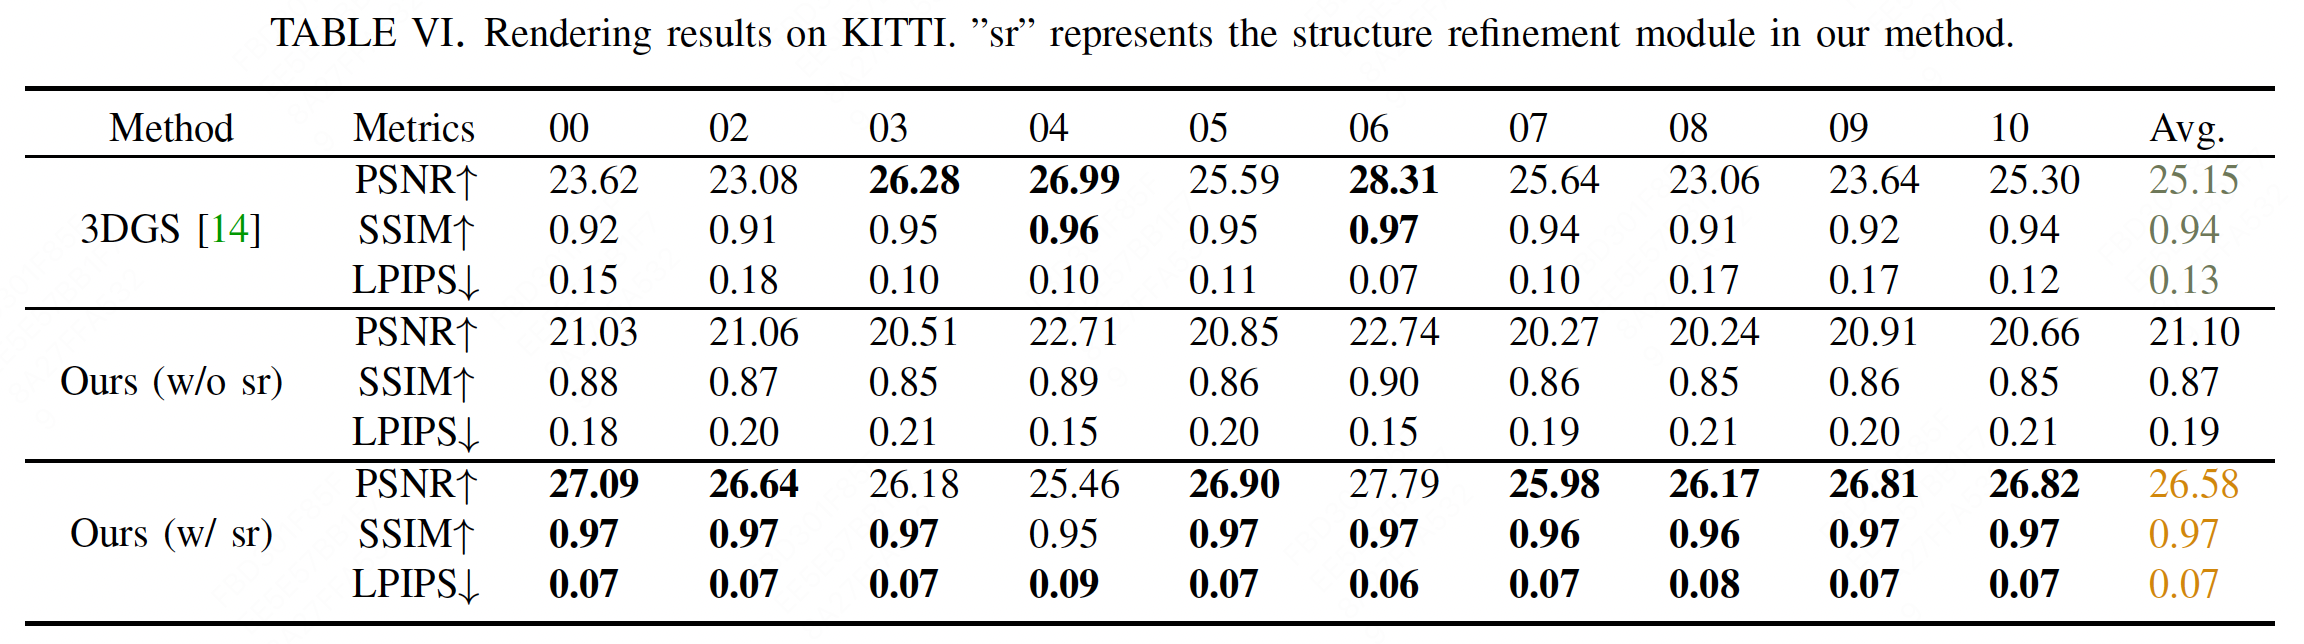 TABLE VI. Rendering results on KITTI. ”sr” represents the structure refinement module in our method.
Method Metrics 00 02 03 04 05 06 07 08 09 10 Avg.
PSNR↑ 23.62 23.08 26.28 26.99 25.59 28.31 25.64 23.06 23.64 25.30 25.15
3DGS [14] SSIM↑ 0.92 0.91 0.95 0.96 0.95 0.97 0.94 0.91 0.92 0.94 0.94
LPIPS↓ 0.15 0.18 0.10 0.10 0.11 0.07 0.10 0.17 0.17 0.12 0.13
PSNR↑ 21.03 21.06 20.51 22.71 20.85 22.74 20.27 20.24 20.91 20.66 21.10
Ours (w/o sr) SSIM↑ 0.88 0.87 0.85 0.89 0.86 0.90 0.86 0.85 0.86 0.85 0.87
LPIPS↓ 0.18 0.20 0.21 0.15 0.20 0.15 0.19 0.21 0.20 0.21 0.19
PSNR↑ 27.09 26.64 26.18 25.46 26.90 27.79 25.98 26.17 26.81 26.82 26.58
Ours (w/ sr) SSIM↑ 0.97 0.97 0.97 0.95 0.97 0.97 0.96 0.96 0.97 0.97 0.97
LPIPS↓ 0.07 0.07 0.07 0.09 0.07 0.06 0.07 0.08 0.07 0.07 0.07